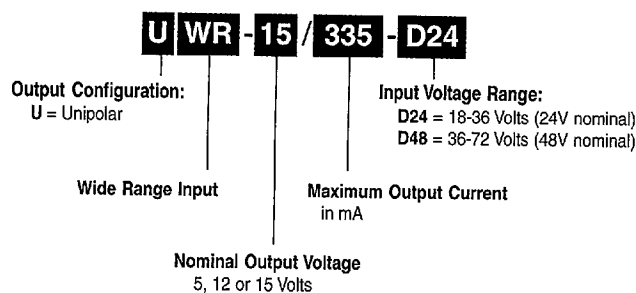 U WR - 15 / 335 - D24
Output Configuration:
U = Unipolar
Input Voltage Range:
D24 = 18-36 Volts (24V nominal)
D48 = 36-72 Volts (48V nominal)
Wide Range Input
Maximum Output Current
in mA
Nominal Output Voltage
5, 12 or 15 Volts